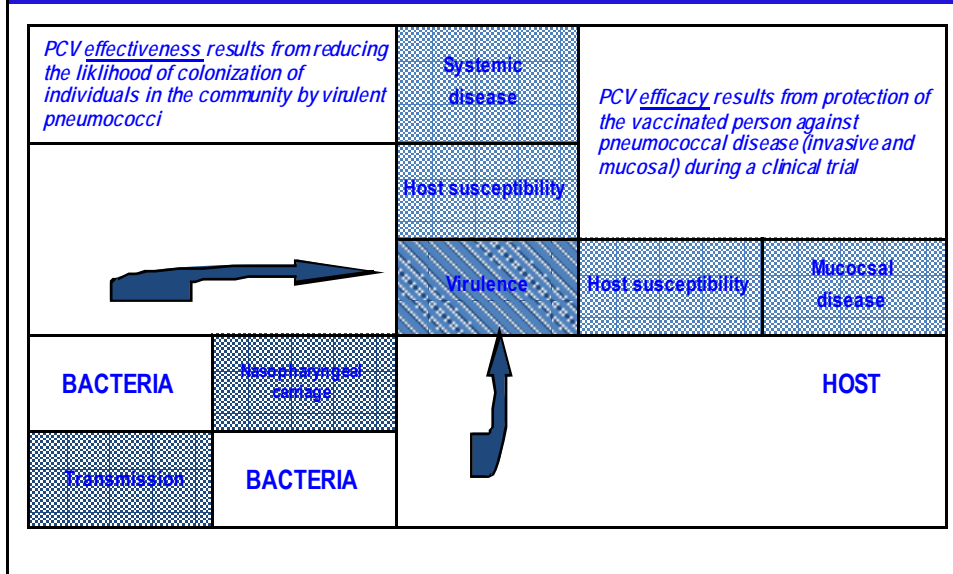 PCV effectiveness results from reducing
the liklihood of colonization of
individuals in the community by virulent
pneumococci
Systemic
disease
PCV efficacy results from protection of
the vaccinated person against
pneumococcal disease (invasive and
mucosal) during a clinical trial
Host susceptibility
Virulence
Host susceptibility
Mucocsal
disease
BACTERIA
Nasopharyngeal
carriage
HOST
Transmission
BACTERIA